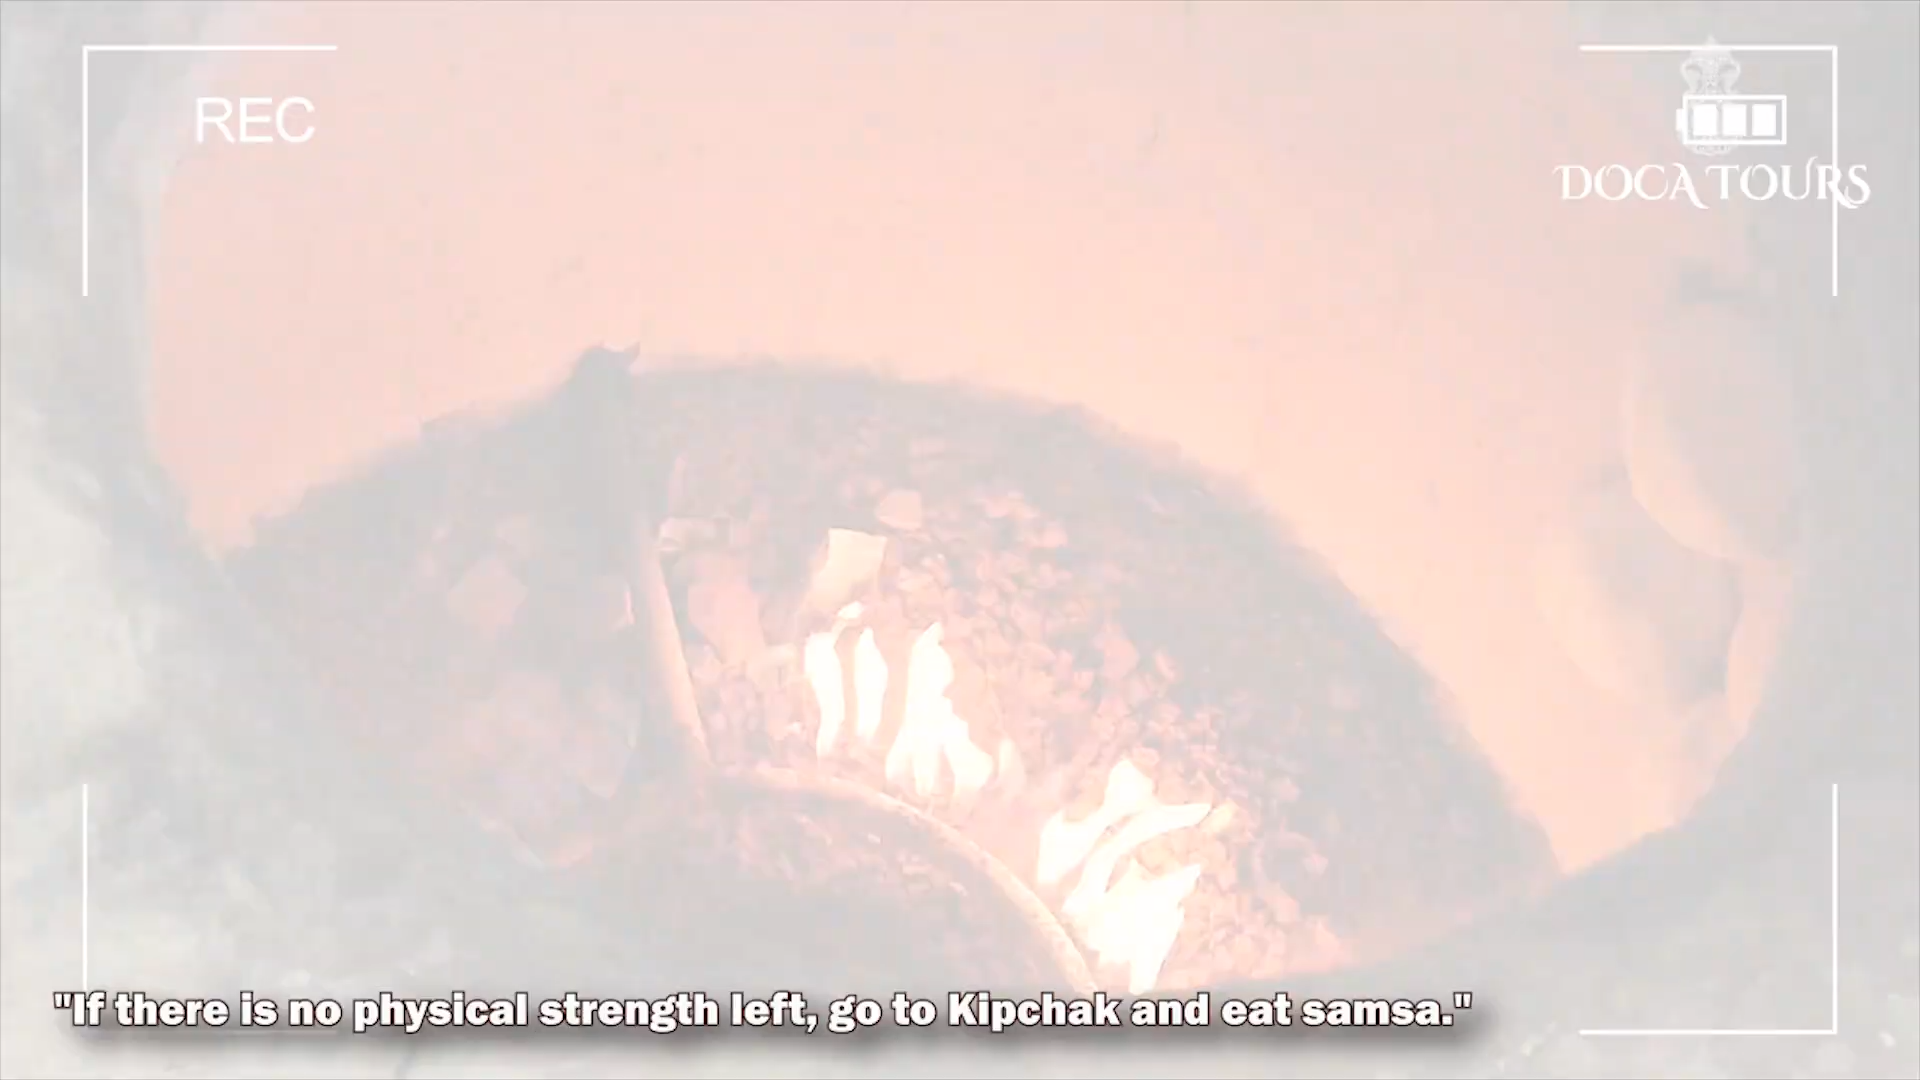 REC
DOCA TOURS
"If there is no physical strength left, go to Kipchak and eat samsa."